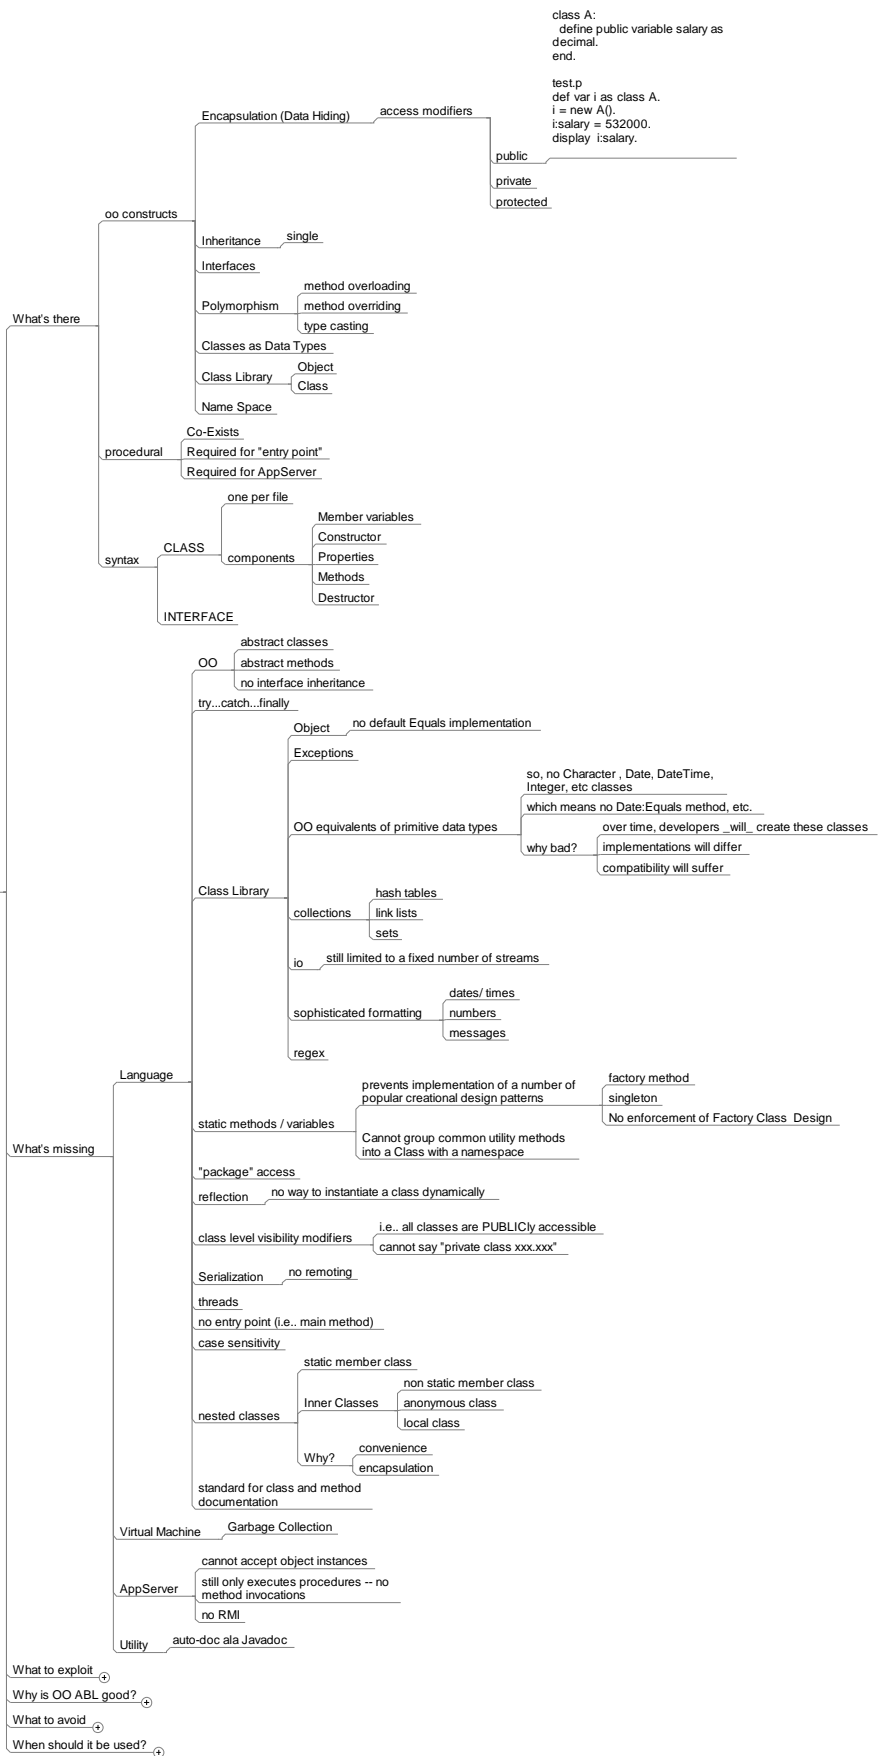 class A:
define public variable salary as
decimal.
end.
test.p
def var i as class A.
i = new A().
i:salary = 532000.
display i:salary.
Encapsulation (Data Hiding)
access modifiers
public
private
protected
oo constructs
Inheritance
single
Interfaces
method overloading
Polymorphism
method overriding
type casting
What's there
Classes as Data Types
Object
Class Library
Class
Name Space
Co-Exists
procedural
Required for "entry point"
Required for AppServer
one per file
Member variables
CLASS
Constructor
syntax
components
Properties
Methods
Destructor
INTERFACE
abstract classes
OO
abstract methods
no interface inheritance
try...catch...finally
Object
no default Equals implementation
Exceptions
so, no Character , Date, DateTime,
Integer, etc classes
OO equivalents of primitive data types
which means no Date:Equals method, etc.
over time, developers _will_ create these classes
why bad?
implementations will differ
compatibility will suffer
Class Library
hash tables
collections
link lists
sets
io
still limited to a fixed number of streams
dates/ times
sophisticated formatting
numbers
messages
regex
Language
prevents implementation of a number of
popular creational design patterns
factory method
singleton
No enforcement of Factory Class Design
static methods / variables
Cannot group common utility methods
into a Class with a namespace
What's missing
"package" access
reflection
no way to instantiate a class dynamically
i.e.. all classes are PUBLICly accessible
class level visibility modifiers
cannot say "private class xxx.xxx"
Serialization
no remoting
threads
no entry point (i.e.. main method)
case sensitivity
static member class
non static member class
Inner Classes
anonymous class
nested classes
local class
Why?
convenience
encapsulation
standard for class and method
documentation
Virtual Machine
Garbage Collection
cannot accept object instances
AppServer
still only executes procedures -- no
method invocations
no RMI
Utility
auto-doc ala Javadoc
What to exploit
Why is OO ABL good?
What to avoid
When should it be used?